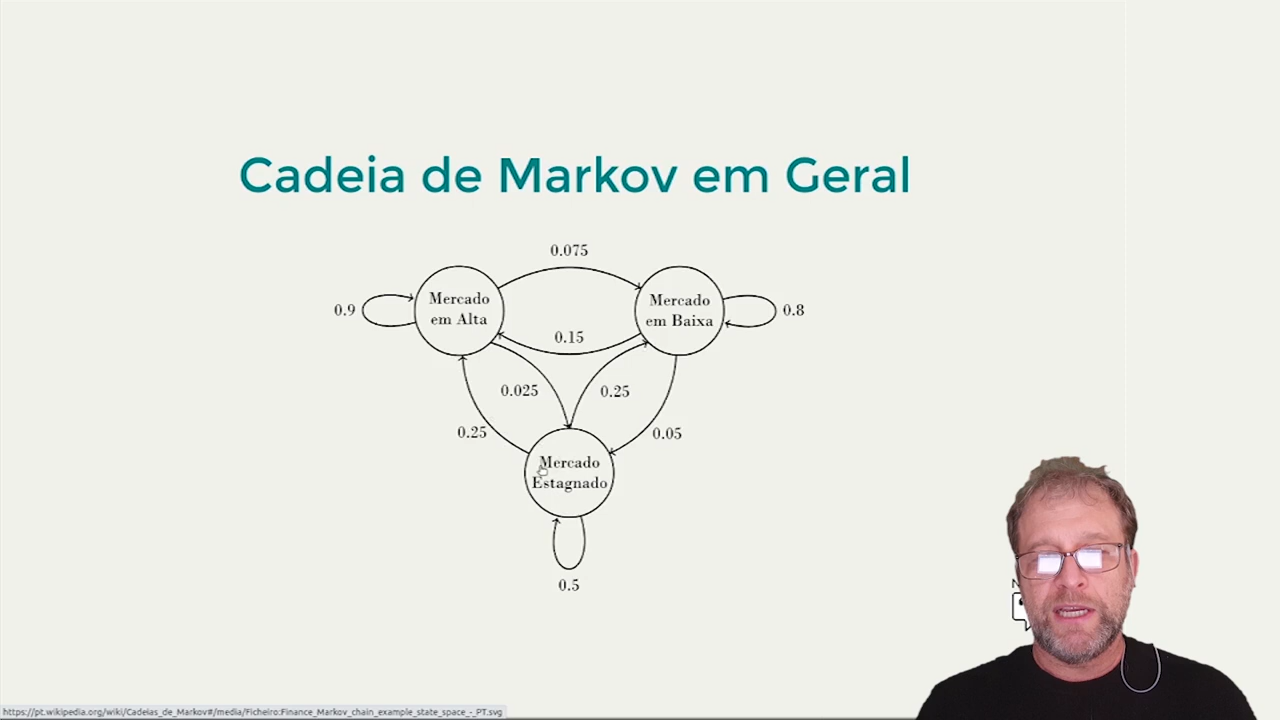 Cadeia de Markov em Geral
0.075
Mercado
em Alta
Mercado
em Baixa
0.9
0.8
0.15
0.025
0.25
0.25
0.05
Mercado
Estagnado
0.5
https://pt.wikipedia.org/wiki/Cadeias_de_Markov#/media/Ficheiro:Finance_Markov_chain_example_state_space_-_PT.svg